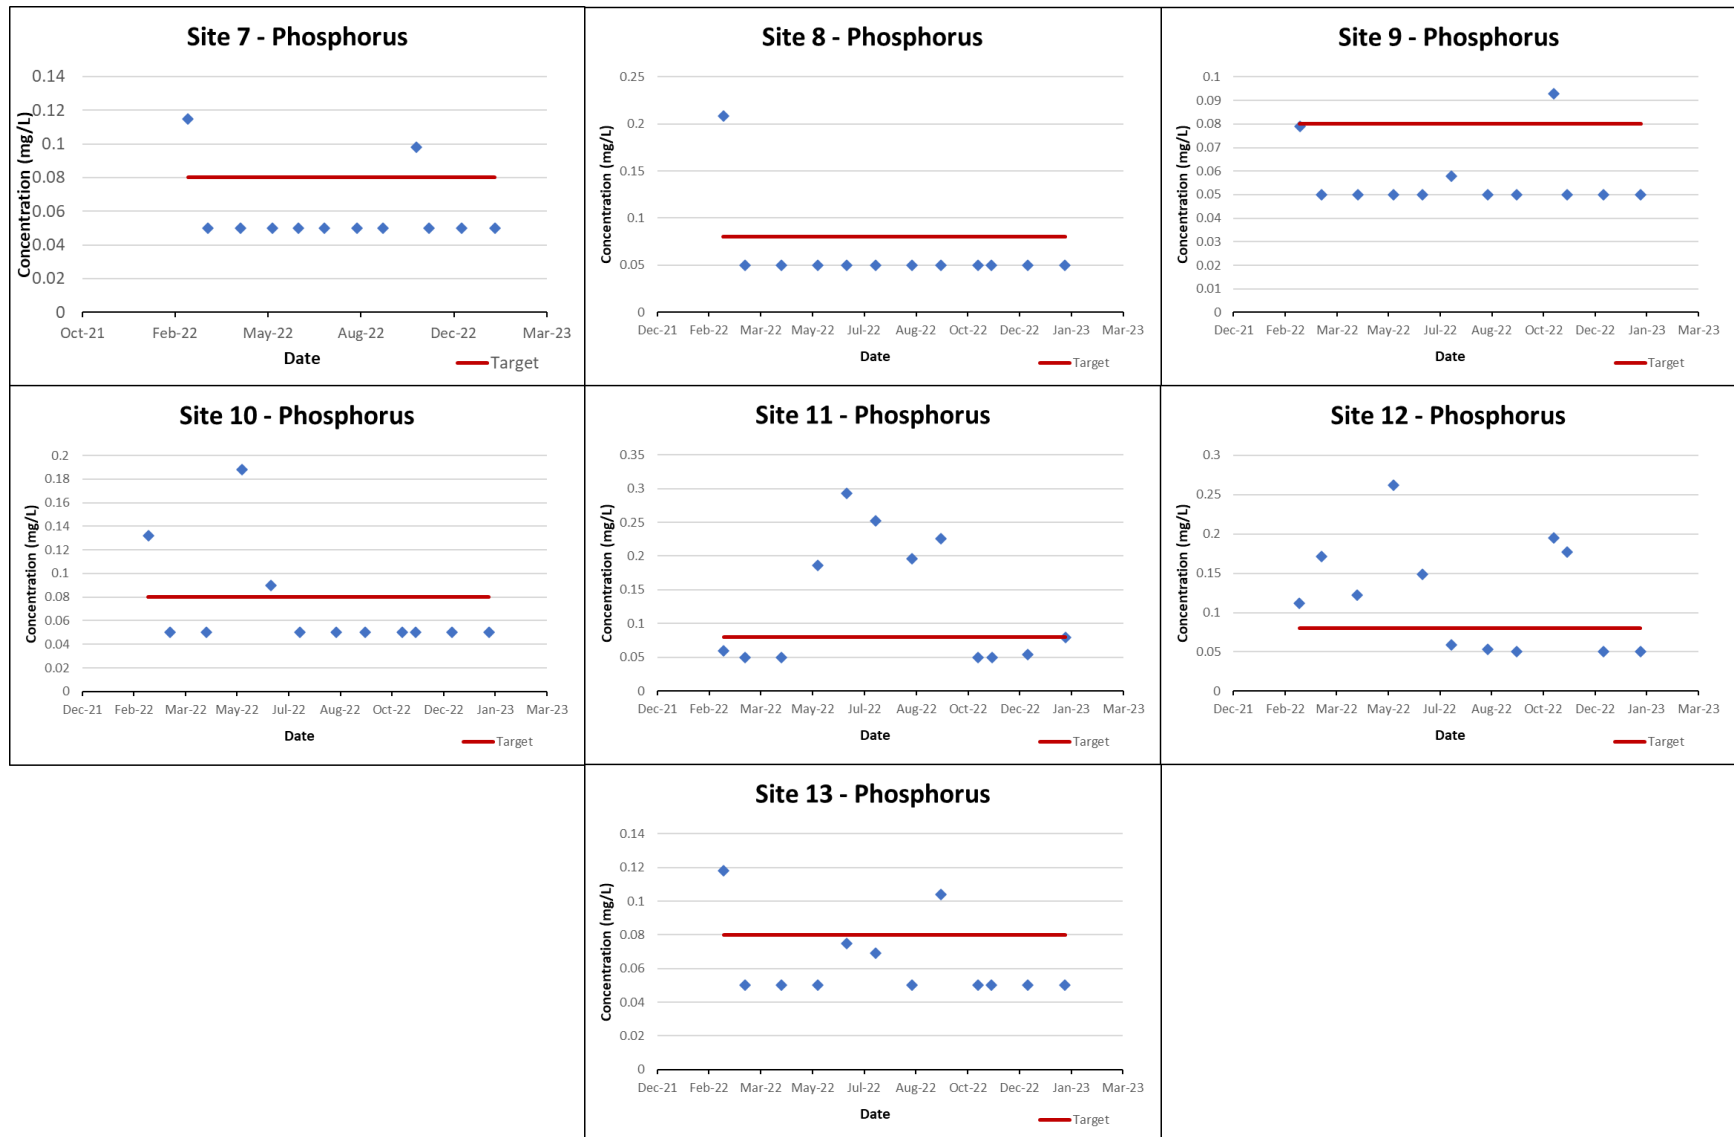 Site 7 - Phosphorus
Concentration (mg/L)
0.14
0.12
0.1
0.08
0.06
0.04
0.02
0
Oct-21 Feb-22 May-22 Aug-22 Dec-22 Mar-23
Date
Target
Site 8 - Phosphorus
Concentration (mg/L)
0.25
0.2
0.15
0.1
0.05
0
Dec-21 Feb-22 Mar-22 May-22 Jul-22 Aug-22 Oct-22 Dec-22 Jan-23 Mar-23
Date
Target
Site 9 - Phosphorus
Concentration (mg/L)
0.1
0.09
0.08
0.07
0.06
0.05
0.04
0.03
0.02
0.01
0
Dec-21 Feb-22 Mar-22 May-22 Jul-22 Aug-22 Oct-22 Dec-22 Jan-23 Mar-23
Date
Target
Site 10 - Phosphorus
Concentration (mg/L)
0.2
0.18
0.16
0.14
0.12
0.1
0.08
0.06
0.04
0.02
0
Dec-21 Feb-22 Mar-22 May-22 Jul-22 Aug-22 Oct-22 Dec-22 Jan-23 Mar-23
Date
Target
Site 11 - Phosphorus
Concentration (mg/L)
0.35
0.3
0.25
0.2
0.15
0.1
0.05
0
Dec-21 Feb-22 Mar-22 May-22 Jul-22 Aug-22 Oct-22 Dec-22 Jan-23 Mar-23
Date
Target
Site 12 - Phosphorus
Concentration (mg/L)
0.3
0.25
0.2
0.15
0.1
0.05
0
Dec-21 Feb-22 Mar-22 May-22 Jul-22 Aug-22 Oct-22 Dec-22 Jan-23 Mar-23
Date
Target
Site 13 - Phosphorus
Concentration (mg/L)
0.14
0.12
0.1
0.08
0.06
0.04
0.02
0
Dec-21 Feb-22 Mar-22 May-22 Jul-22 Aug-22 Oct-22 Dec-22 Jan-23 Mar-23
Date
Target